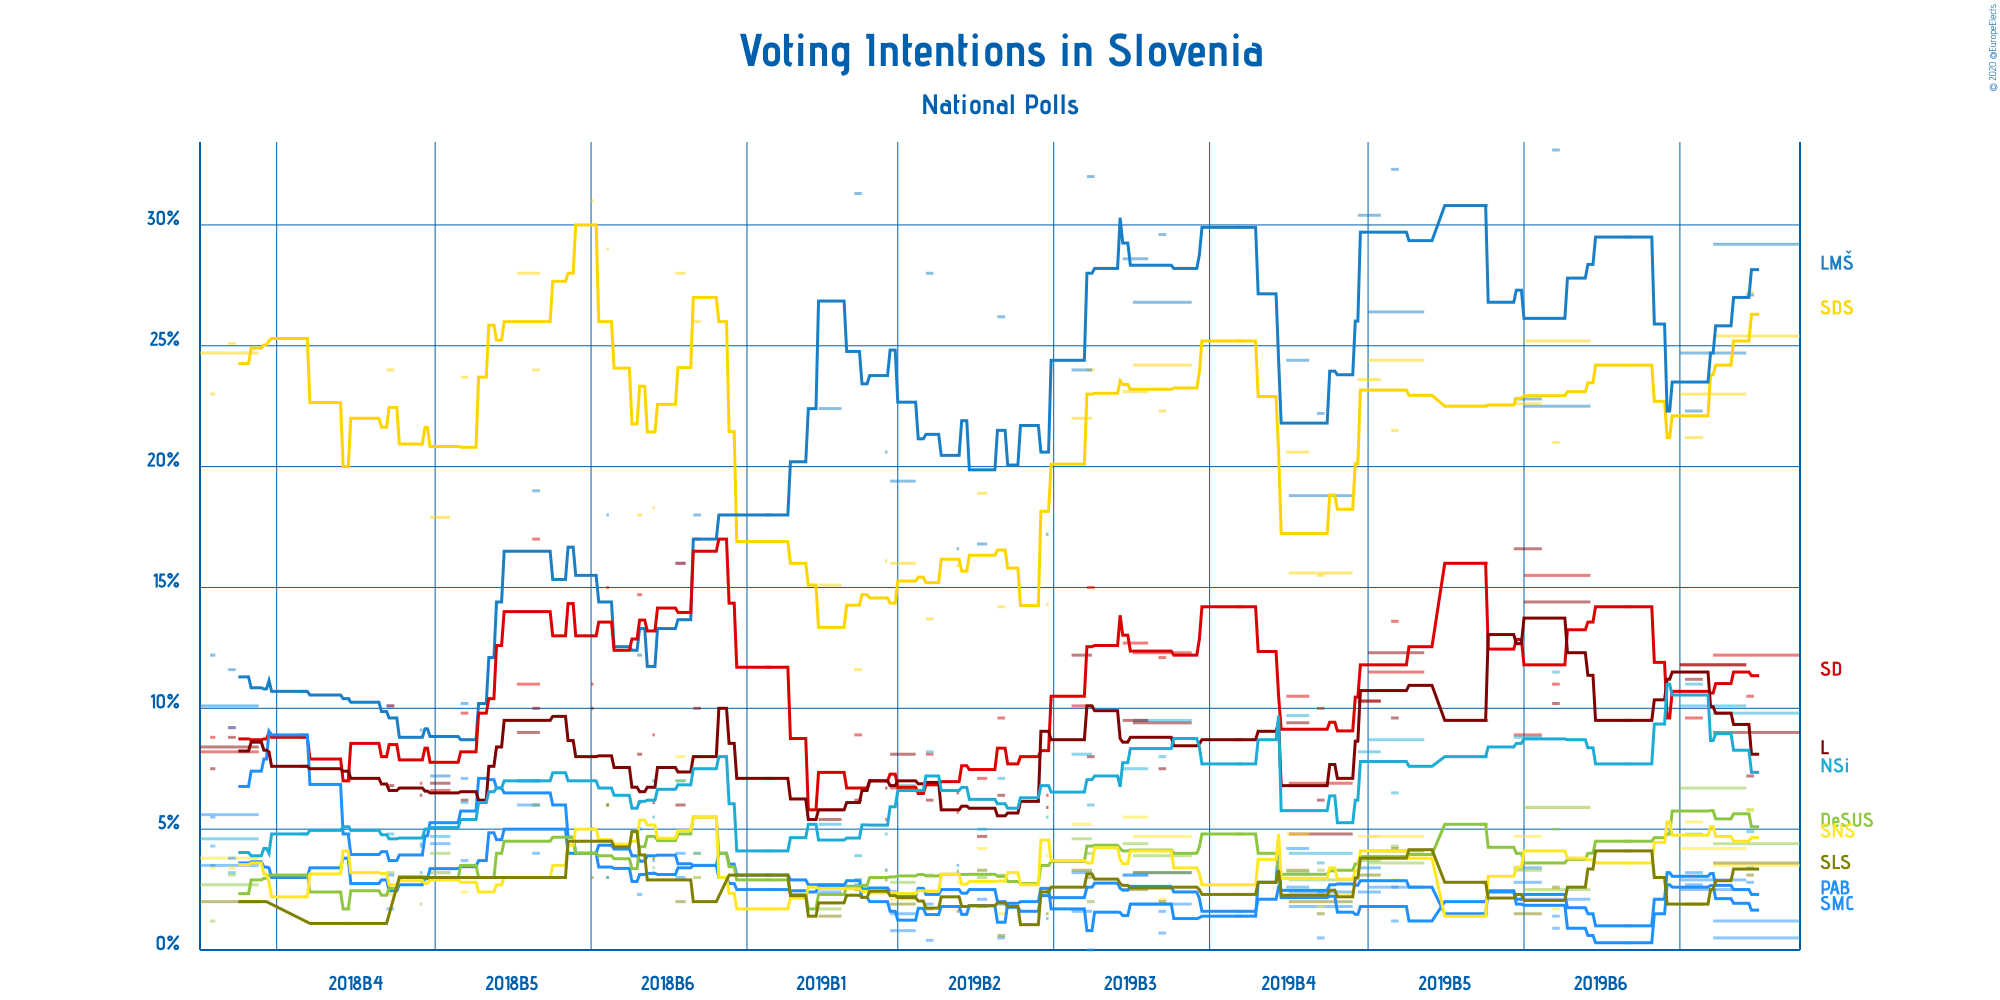 © 2020 @EuropeElects
Voting Intentions in Slovenia
National Polls
30%
25%
20%
15%
10%
5%
0%
LMŠ
SDS
SD
L
NSi
DeSUS
SNS
SLS
PAB
SMC
2018B4 2018B5 2018B6 2019B1 2019B2 2019B3 2019B4 2019B5 2019B6